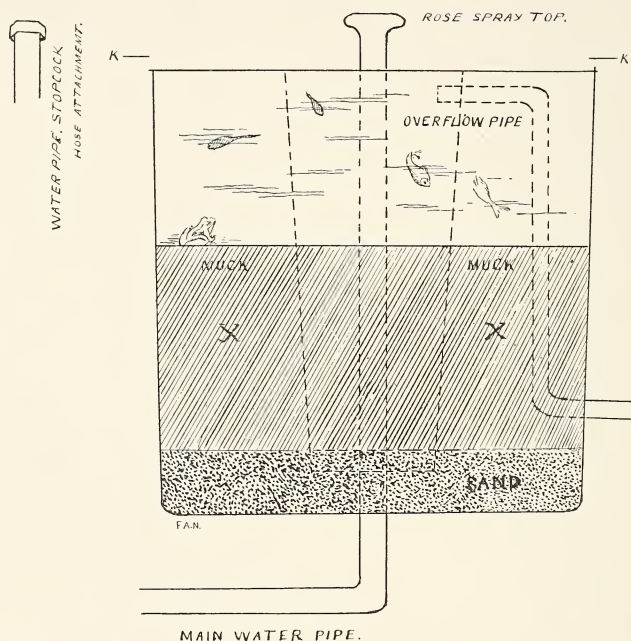 ROSE SPRAY TOP.
K
K
WATER PIPE. STOPCOCK
HOSE ATTACHMENT.
OVERFLOW PIPE
MUCK
MUCK
X
X
SAND
F.A.N.
MAIN WATER PIPE.